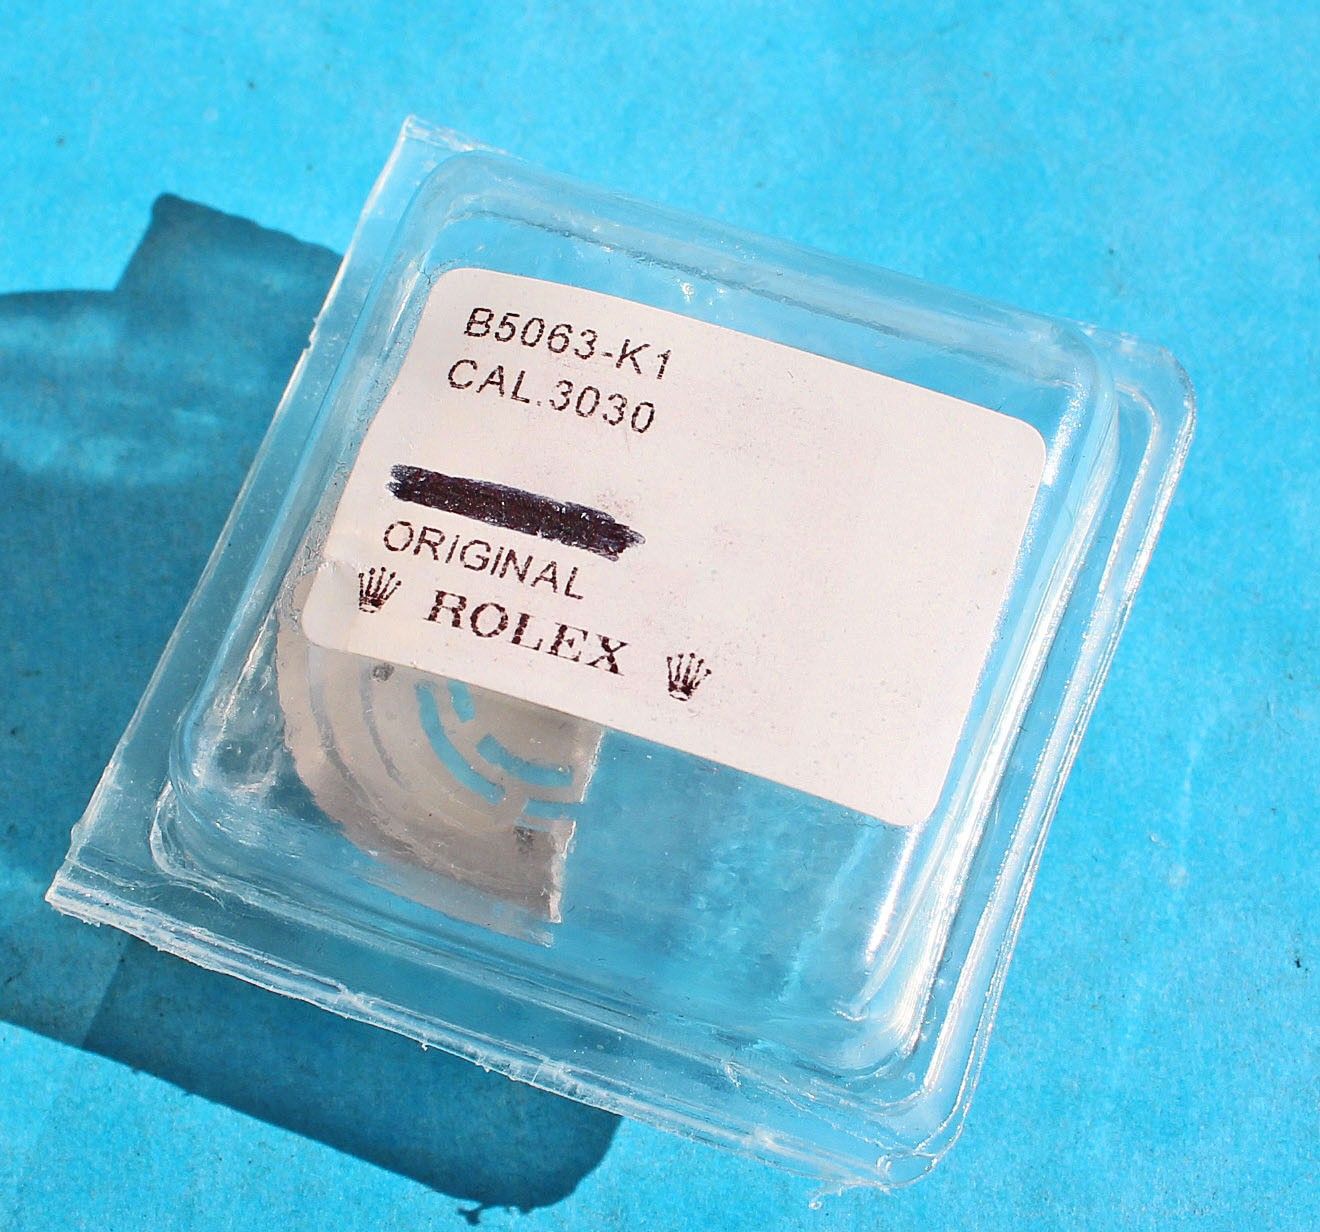 B5063-K1
CAL.3030
ORIGINAL
ROLEX